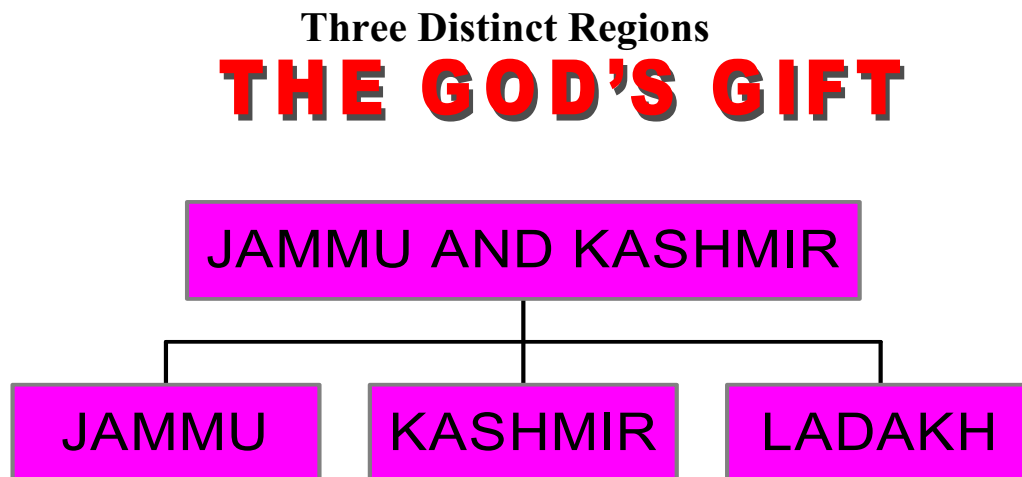 Three Distinct Regions
THE GOD'S GIFT
JAMMU AND KASHMIR
JAMMU
KASHMIR
LADAKH